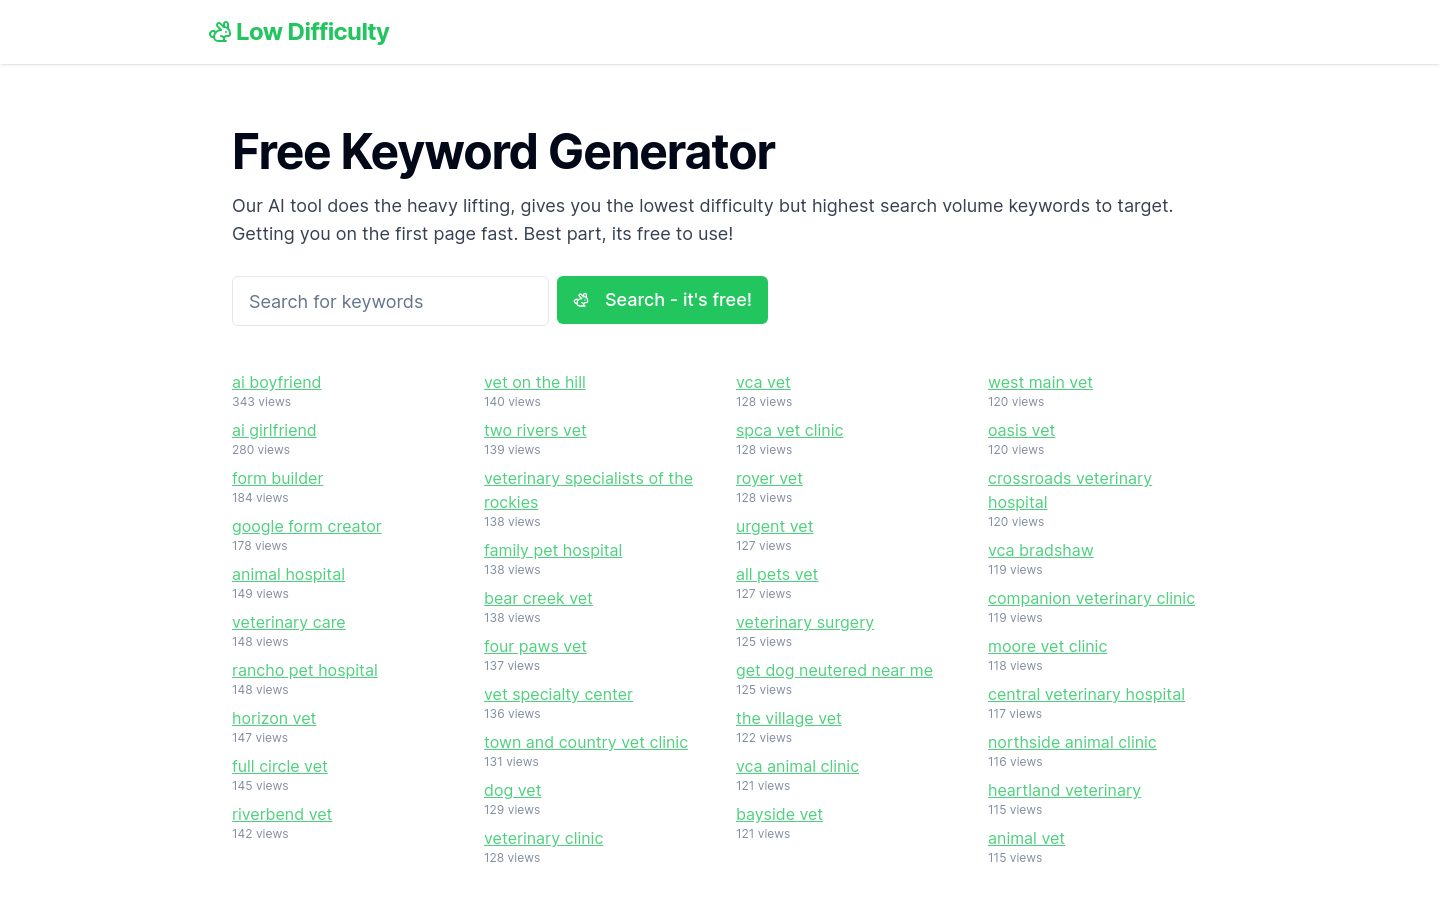 Low Difficulty
Free Keyword Generator
Our AI tool does the heavy lifting, gives you the lowest difficulty but highest search volume keywords to target.
Getting you on the first page fast. Best part, its free to use!
Search for keywords
Search - it's free!
ai boyfriend
343 views
ai girlfriend
280 views
form builder
184 views
google form creator
178 views
animal hospital
149 views
veterinary care
148 views
rancho pet hospital
148 views
horizon vet
147 views
full circle vet
145 views
riverbend vet
142 views
vet on the hill
140 views
two rivers vet
139 views
veterinary specialists of the
rockies
138 views
family pet hospital
138 views
bear creek vet
138 views
four paws vet
137 views
vet specialty center
136 views
town and country vet clinic
131 views
dog vet
129 views
veterinary clinic
128 views
vca vet
128 views
spca vet clinic
128 views
royer vet
128 views
urgent vet
127 views
all pets vet
127 views
veterinary surgery
125 views
get dog neutered near me
125 views
the village vet
122 views
vca animal clinic
121 views
bayside vet
121 views
west main vet
120 views
oasis vet
120 views
crossroads veterinary
hospital
120 views
vca bradshaw
119 views
companion veterinary clinic
119 views
moore vet clinic
118 views
central veterinary hospital
117 views
northside animal clinic
116 views
heartland veterinary
115 views
animal vet
115 views